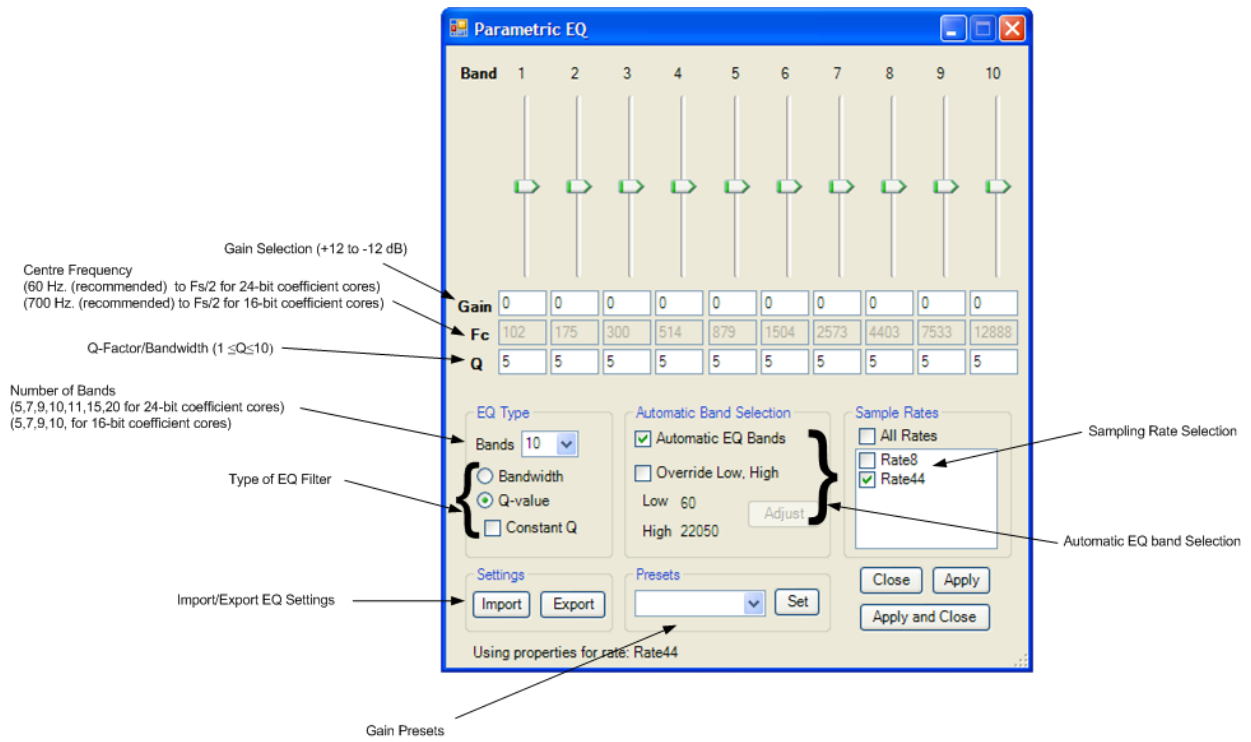 Parametric EQ
Band 1 2 3 4 5 6 7 8 9 10
Gain Selection (+12 to -12 dB)
Centre Frequency
(60 Hz. (recommended) to Fs/2 for 24-bit coefficient cores)
(700 Hz. (recommended) to Fs/2 for 16-bit coefficient cores)
Gain 0 0 0 0 0 0 0 0 0 0
Fc 102 175 300 514 879 1504 2573 4403 7533 12888
Q-Factor/Bandwidth (1 ≤Q≤10)
Q 5 5 5 5 5 5 5 5 5 5
Number of Bands
(5,7,9,10,11,15,20 for 24-bit coefficient cores)
(5,7,9,10, for 16-bit coefficient cores)
EQ Type
Bands 10
Type of EQ Filter
Bandwidth
Q-value
Constant Q
Automatic Band Selection
Automatic EQ Bands
Override Low, High
Low 60
High 22050
Adjust
Sample Rates
All Rates
Rate8
Rate44
Sampling Rate Selection
Automatic EQ band Selection
Import/Export EQ Settings
Settings
Import Export
Presets
Set
Close Apply
Apply and Close
Using properties for rate: Rate44
Gain Presets